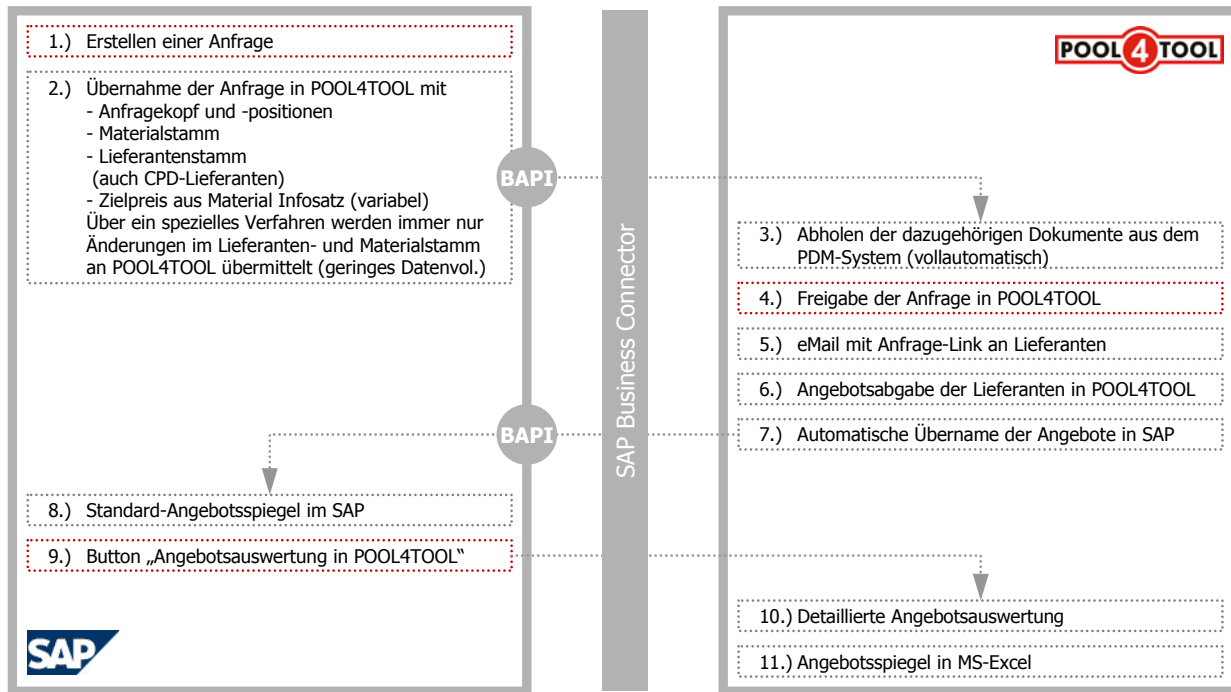 1.) Erstellen einer Anfrage
2.) Übernahme der Anfrage in POOL4TOOL mit
- Anfragekopf und -positionen
- Materialstamm
- Lieferantenstamm
(auch CPD-Lieferanten)
- Zielpreis aus Material Infosatz (variabel)
Über ein spezielles Verfahren werden immer nur
Änderungen im Lieferanten- und Materialstamm
an POOL4TOOL übermittelt (geringes Datenvol.)
BAPI
BAPI
8.) Standard-Angebotsspiegel im SAP
9.) Button „Angebotsauswertung in POOL4TOOL“
SAP
SAP Business Connector
POOL4TOOL
3.) Abholen der dazugehörigen Dokumente aus dem
PDM-System (vollautomatisch)
4.) Freigabe der Anfrage in POOL4TOOL
5.) eMail mit Anfrage-Link an Lieferanten
6.) Angebotsabgabe der Lieferanten in POOL4TOOL
7.) Automatische Übername der Angebote in SAP
10.) Detaillierte Angebotsauswertung
11.) Angebotsspiegel in MS-Excel